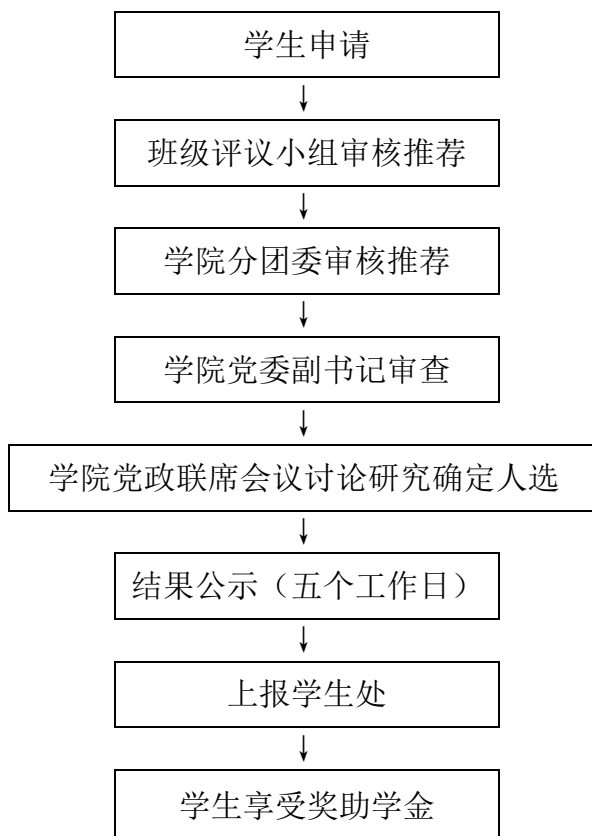 学生申请
班级评议小组审核推荐
学院分团委审核推荐
学院党委副书记审查
学院党政联席会议讨论研究确定人选
结果公示（五个工作日）
上报学生处
学生享受奖助学金